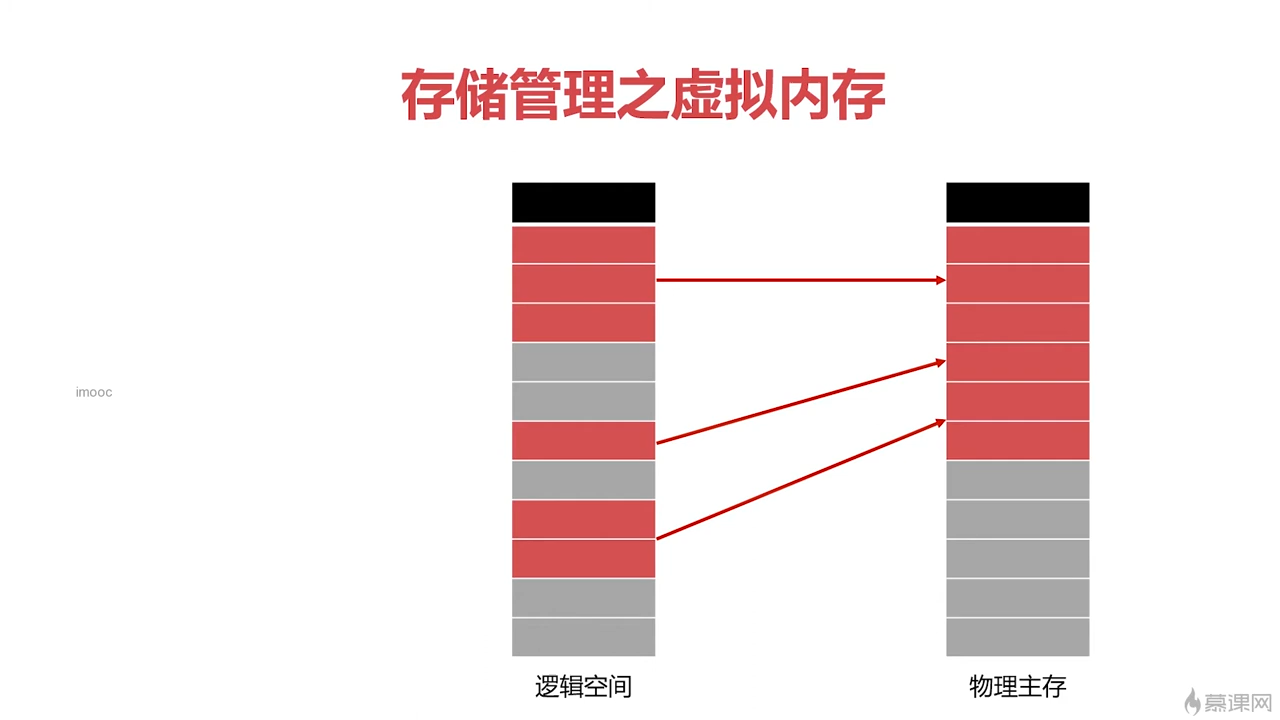 存储管理之虚拟内存
imooc
逻辑空间
物理主存
慕课网